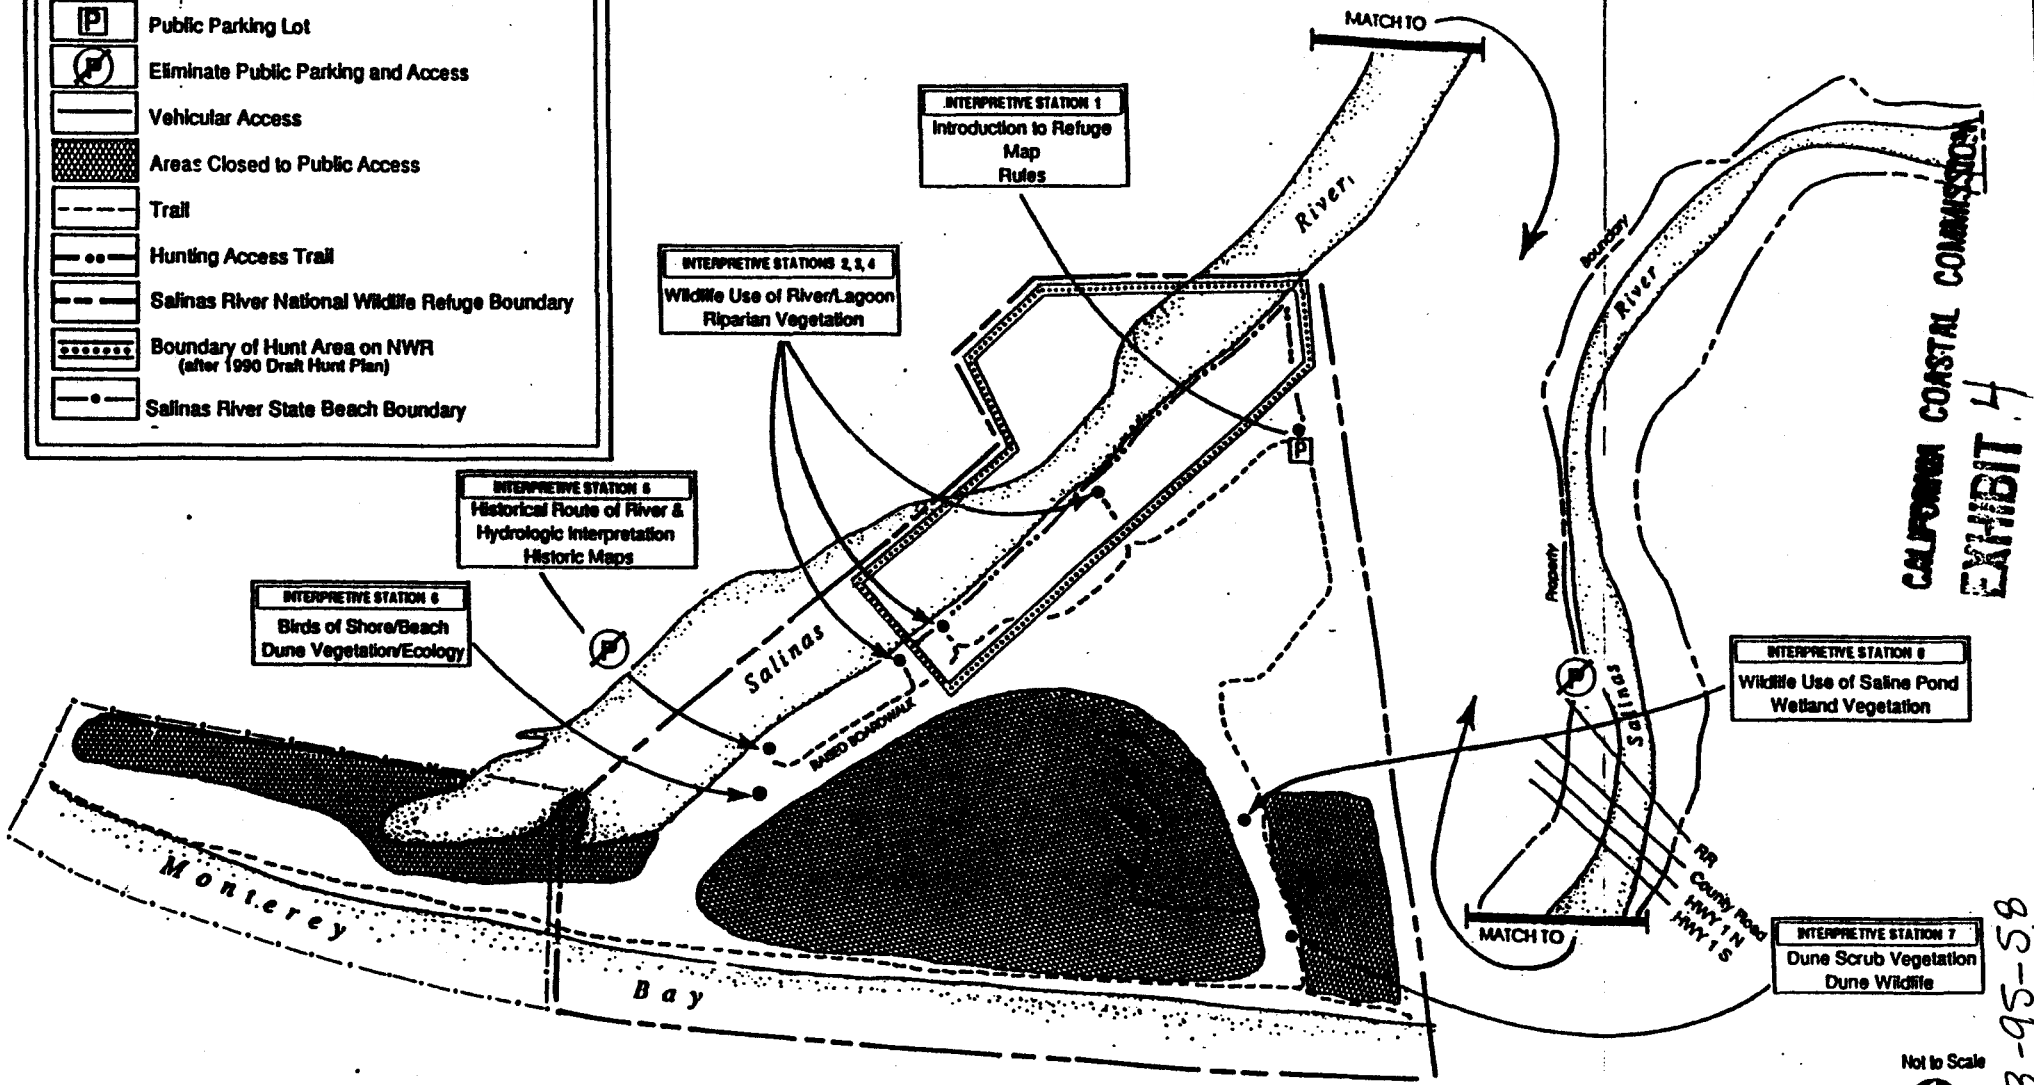 P
Public Parking Lot
P
Eliminate Public Parking and Access
Vehicular Access
Areas Closed to Public Access
Trail
Hunting Access Trail
Salinas River National Wildlife Refuge Boundary
Boundary of Hunt Area on NWR
(after 1990 Draft Hunt Plan)
Salinas River State Beach Boundary
MATCH TO
INTERPRETIVE STATION 1
Introduction to Refuge
Map
Rules
INTERPRETIVE STATIONS 2, 3, 4
Wildlife Use of River/Lagoon
Riparian Vegetation
INTERPRETIVE STATION 5
Historical Route of River &
Hydrologic Interpretation
Historic Maps
INTERPRETIVE STATION 6
Birds of Shore/Beach
Dune Vegetation/Ecology
P
P
River
Salinas
RAISED BOARDWALK
Monterey
Bay
Boundary
River
Property
P
Salinas
INTERPRETIVE STATION 8
Wildlife Use of Saline Pond
Wetland Vegetation
RR
County Road
HWY 1 N
HWY 1 S
MATCH TO
INTERPRETIVE STATION 7
Dune Scrub Vegetation
Dune Wildlife
CALIFORNIA COASTAL COMMISSION
EXHIBIT 4
-95-58
Not to Scale